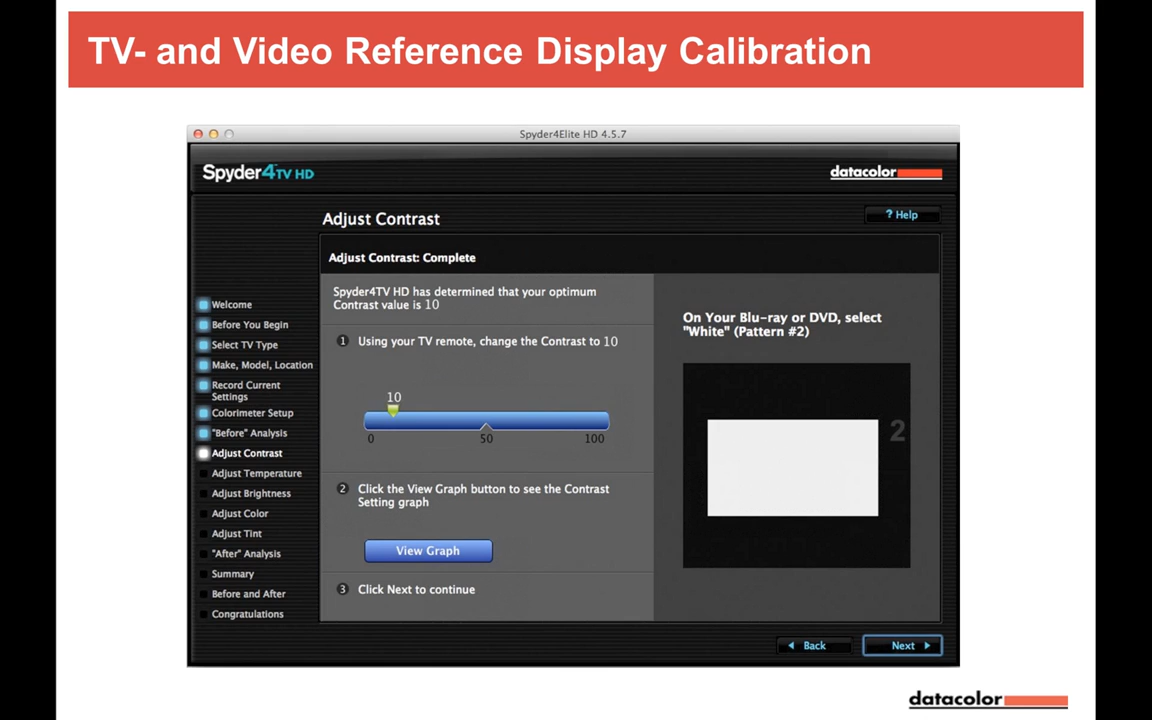 TV- and Video Reference Display Calibration
Spyder4Elite HD 4.5.7
Spyder4TV HD
datacolor
Adjust Contrast
? Help
Adjust Contrast: Complete
Welcome
Before You Begin
Select TV Type
Make, Model, Location
Record Current
Settings
Colorimeter Setup
"Before" Analysis
Adjust Contrast
Adjust Temperature
Adjust Brightness
Adjust Color
Adjust Tint
"After" Analysis
Summary
Before and After
Congratulations
Spyder4TV HD has determined that your optimum
Contrast value is 10
1 Using your TV remote, change the Contrast to 10
10
0 50 100
2 Click the View Graph button to see the Contrast
Setting graph
View Graph
3 Click Next to continue
On Your Blu-ray or DVD, select
"White" (Pattern #2)
2
Back
Next
datacolor